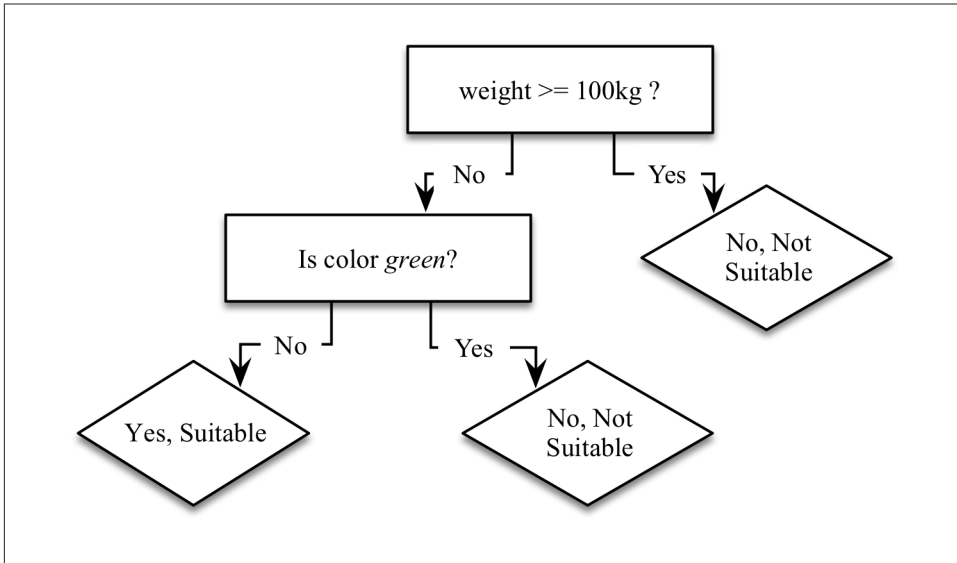 weight >= 100kg ?
No
Yes
Is color green?
No, Not
Suitable
No
Yes
Yes, Suitable
No, Not
Suitable